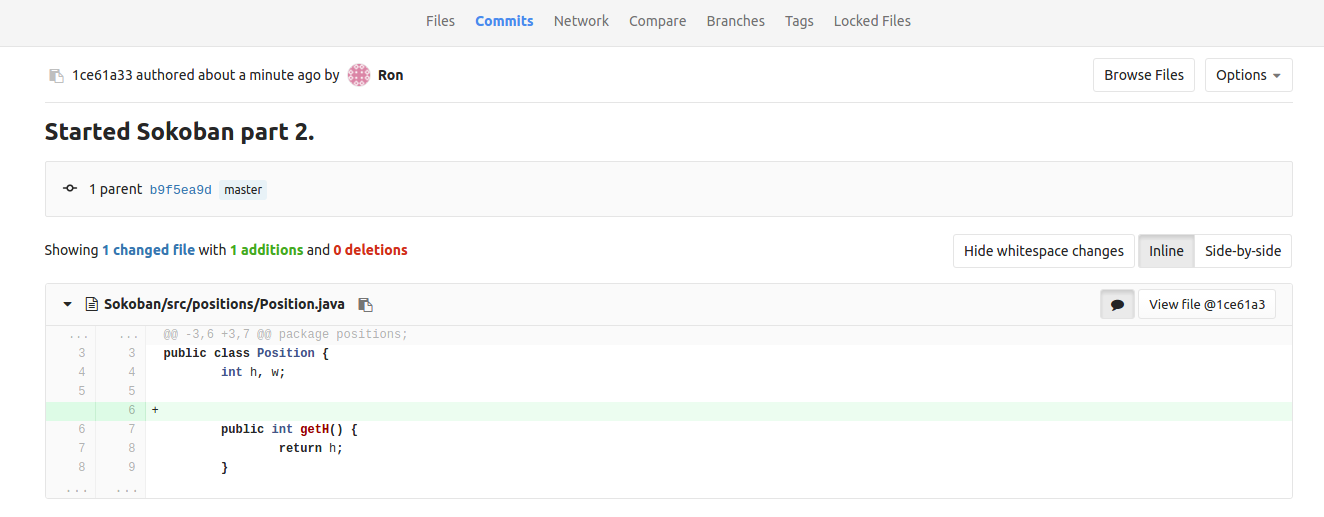 Files Commits Network Compare Branches Tags Locked Files
1ce61a33 authored about a minute ago by Ron Browse Files Options
Started Sokoban part 2.
1 parent b9f5ea9d master
Showing 1 changed file with 1 additions and 0 deletions Hide whitespace changes Inline Side-by-side
Sokoban/src/positions/Position.java View file @1ce61a3
... ... @@ -3,6 +3,7 @@ package positions;
3 3 public class Position {
4 4 int h, w;
5 5
6 +
6 7 public int getH() {
7 8 return h;
8 9 }
... ...